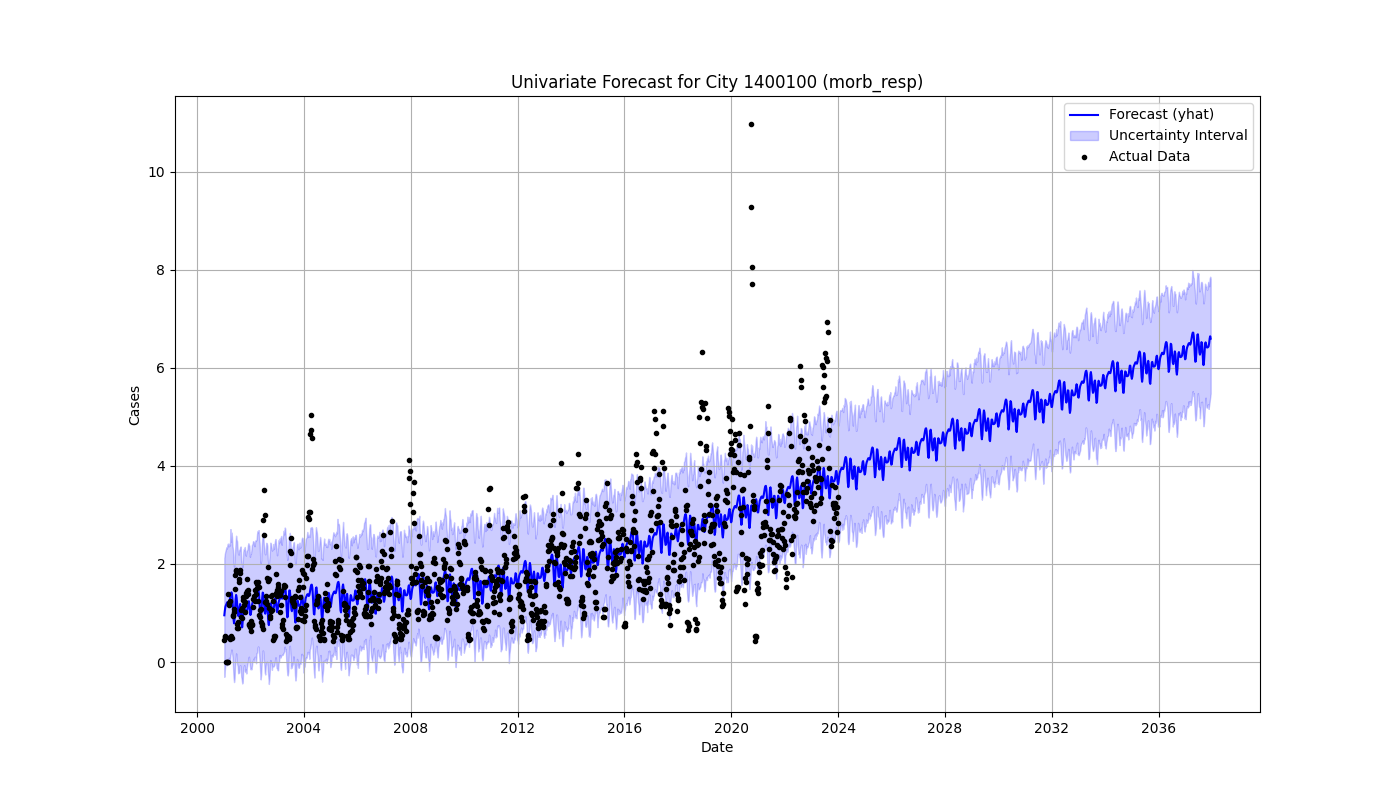 Univariate Forecast for City 1400100 (morb_resp)
Forecast (yhat)
Uncertainty Interval
Actual Data
Cases
10
8
6
4
2
0
2000 2004 2008 2012 2016 2020 2024 2028 2032 2036
Date